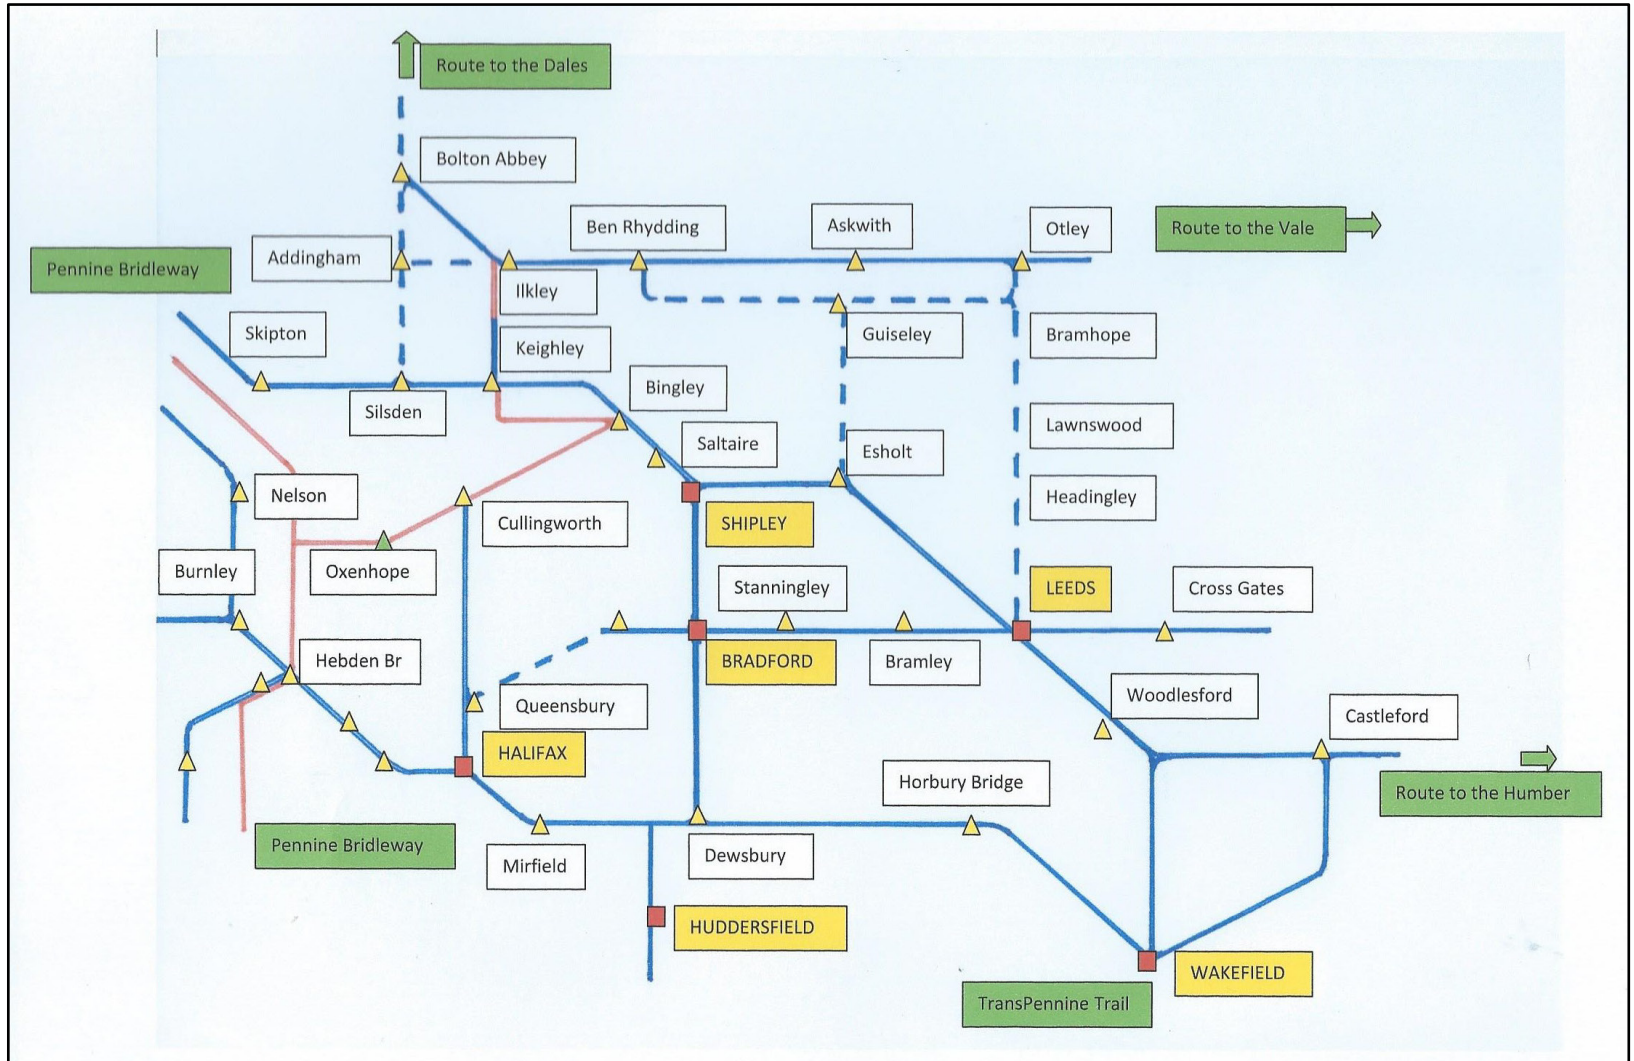 Route to the Dales
Bolton Abbey
Ben Rhydding
Askwith
Otley
Route to the Vale
Addingham
Pennine Bridleway
Ilkley
Skipton
Keighley
Guiseley
Bramhope
Bingley
Silsden
Saltaire
Lawnswood
Esholt
Nelson
Headingley
Cullingworth
SHIPLEY
Burnley
Oxenhope
Stanningley
LEEDS
Cross Gates
Hebden Br
BRADFORD
Bramley
Queensbury
Woodlesford
Castleford
HALIFAX
Horbury Bridge
Route to the Humber
Pennine Bridleway
Mirfield
Dewsbury
HUDDERSFIELD
WAKEFIELD
TransPennine Trail